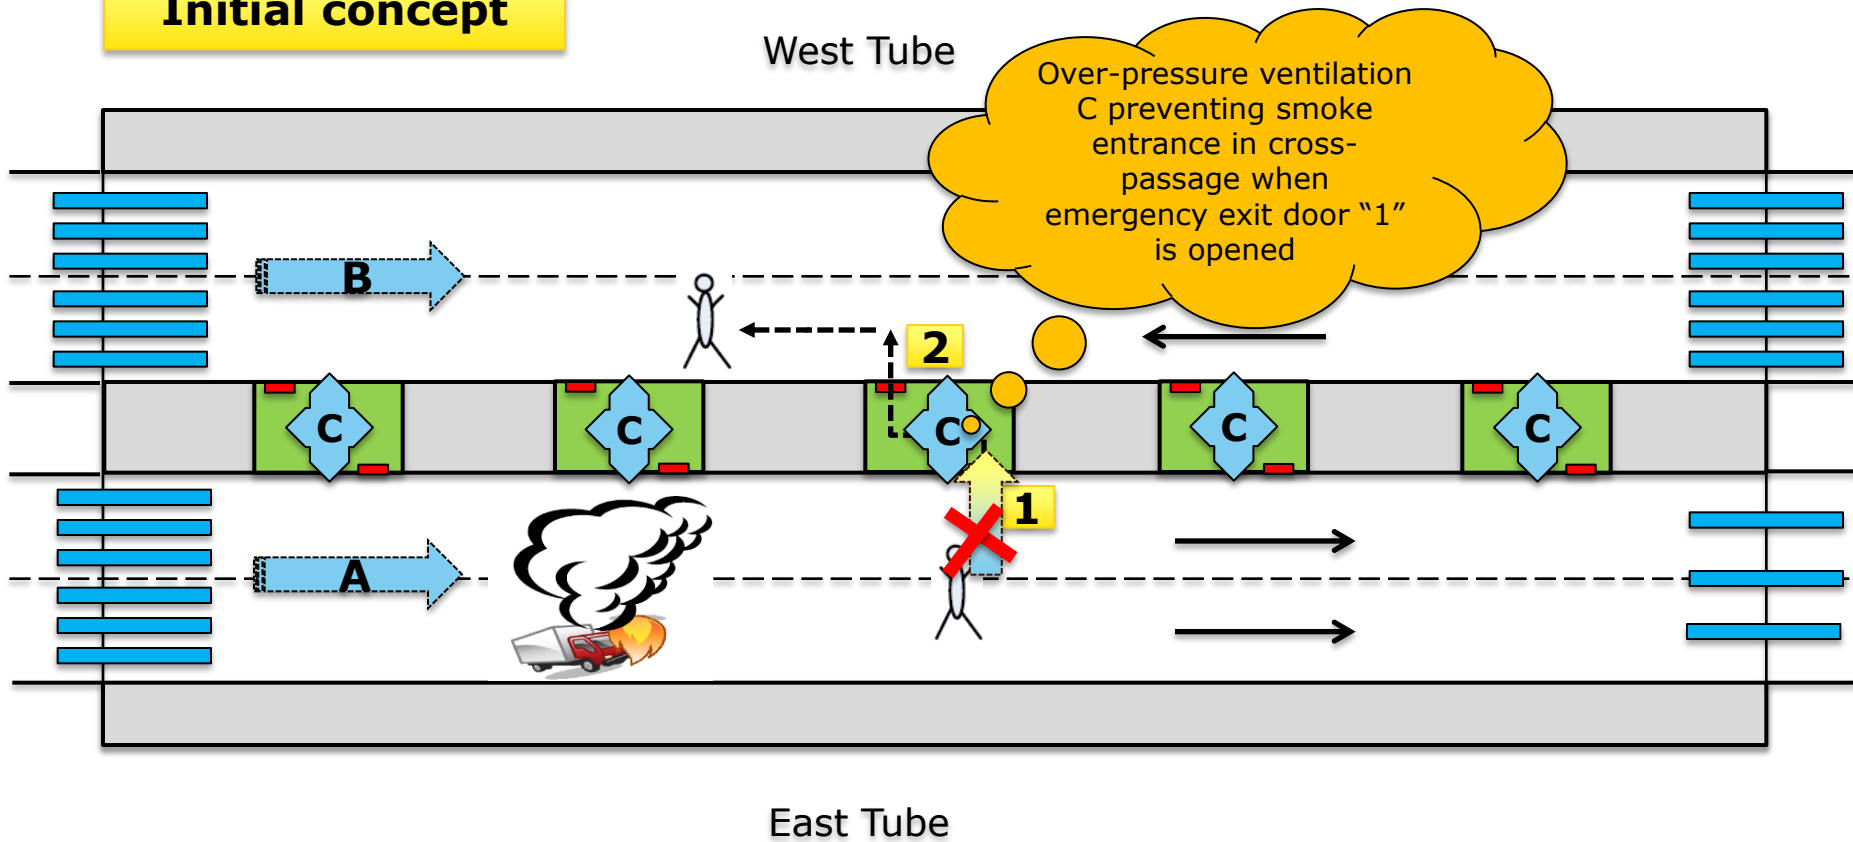 Initial concept
West Tube
Over-pressure ventilation
C preventing smoke
entrance in cross-
passage when
emergency exit door “1”
is opened
B
2
C
C
C
C
C
1
A
East Tube